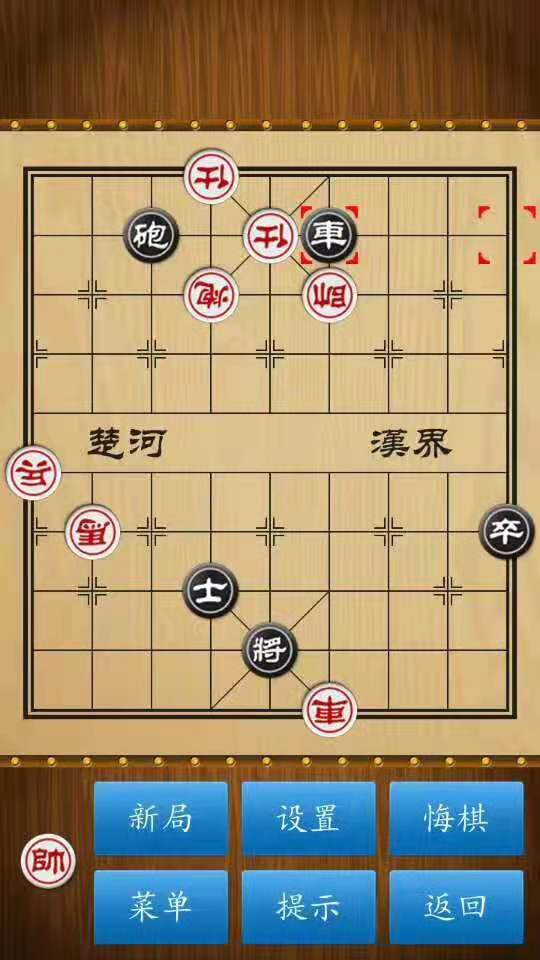 仕
砲 仕 車
炮 帥
楚河 漢界
兵
馬 卒
士
將
車
帥
新局 设置 悔棋
菜单 提示 返回